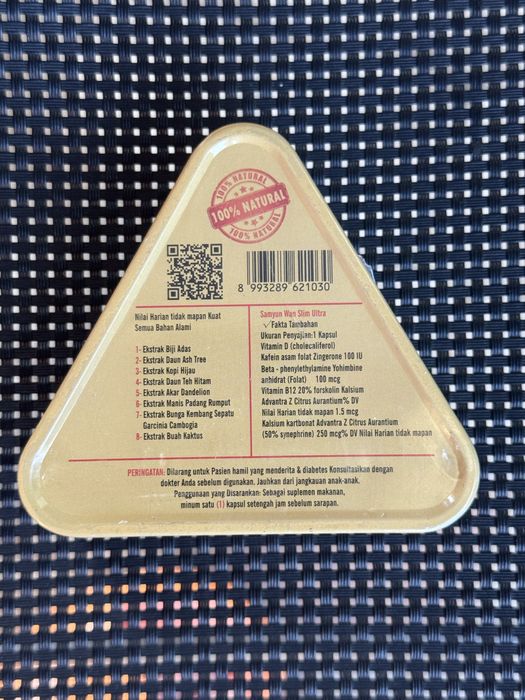 100% NATURAL
100% NATURAL
100% NATURAL
8 993289 621030
Nilai Harian tidak mapan Kuat
Semua Bahan Alami
1- Ekstrak Biji Adas
2- Ekstrak Daun Ash Tree
3- Ekstrak Kopi Hijau
4- Ekstrak Daun Teh Hitam
5- Ekstrak Akar Dandelion
6- Ekstrak Manis Padang Rumput
7- Ekstrak Bunga Kembang Sepatu
Garcinia Cambogia
8- Ekstrak Buah Kaktus
Samyun Wan Slim Ultra
✓Fakta Tambahan
Ukuran Penyajian:1 Kapsul
Vitamin D (cholecaliferol)
Kafein asam folat Zingerone 100 IU
Beta - phenylethylamine Yohimbine
anhidrat (Folat) 100 mcg
Vitamin B12 20% forskolin Kalsium
Advantra Z Citrus Aurantium% DV
Nilai Harian tidak mapan 1.5 mcg
Kalsium kartbonat Advantra Z Citrus Aurantium
(50% synephrine) 250 mcg% DV Nilai Harian tidak mapan
PERINGATAN: Dilarang untuk Pasien hamil yang menderita & diabetes Konsultasikan dengan
dokter Anda sebelum digunakan. Jauhkan dari jangkauan anak-anak.
Penggunaan yang Disarankan: Sebagai suplemen makanan,
minum satu (1) kapsul setengah jam sebelum sarapan.